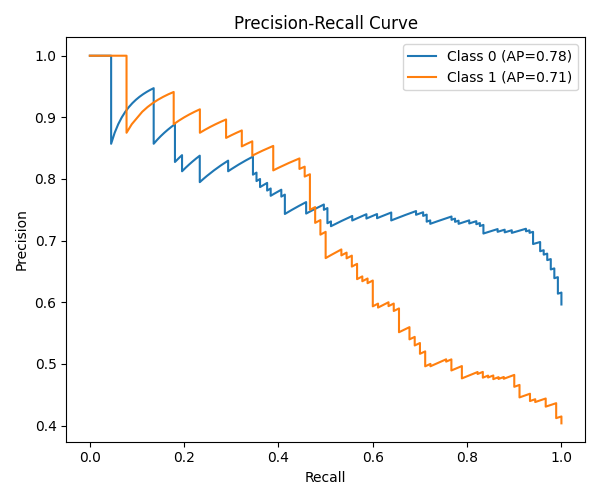 Precision-Recall Curve
Class 0 (AP=0.78)
Class 1 (AP=0.71)
Precision
1.0
0.9
0.8
0.7
0.6
0.5
0.4
0.0 0.2 0.4 0.6 0.8 1.0
Recall